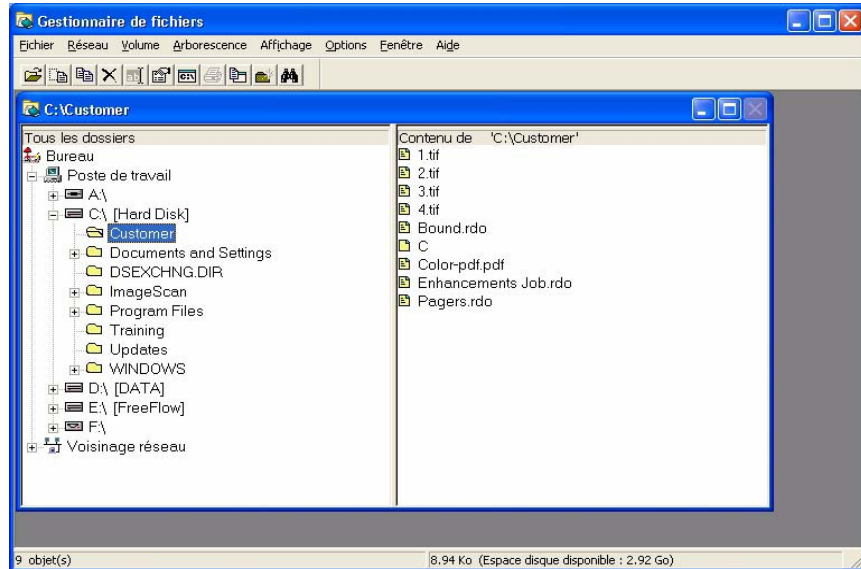 Gestionnaire de fichiers
Fichier Réseau Volume Arborescence Affichage Options Fenêtre Aide
C:\Customer
Tous les dossiers
Bureau
Poste de travail
A:\
C:\ [Hard Disk]
Customer
Documents and Settings
DSEXCHNG.DIR
ImageScan
Program Files
Training
Updates
WINDOWS
D:\ [DATA]
E:\ [FreeFlow]
F:\
Voisinage réseau
Contenu de 'C:\Customer'
1.tif
2.tif
3.tif
4.tif
Bound.rdo
C
Color-pdf.pdf
Enhancements Job.rdo
Pagers.rdo
9 objet(s)
8.94 Ko (Espace disque disponible : 2.92 Go)